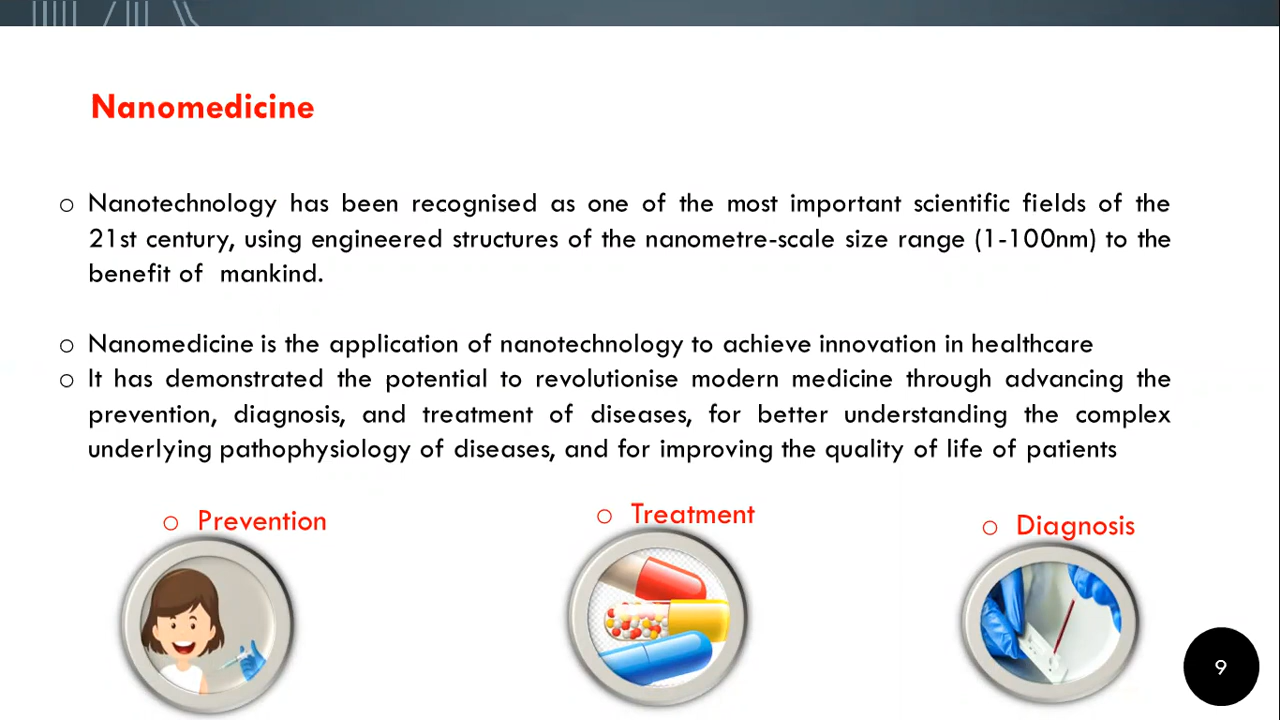 Nanomedicine
○ Nanotechnology has been recognised as one of the most important scientific fields of the
21st century, using engineered structures of the nanometre-scale size range (1-100nm) to the
benefit of mankind.
○ Nanomedicine is the application of nanotechnology to achieve innovation in healthcare
○ It has demonstrated the potential to revolutionise modern medicine through advancing the
prevention, diagnosis, and treatment of diseases, for better understanding the complex
underlying pathophysiology of diseases, and for improving the quality of life of patients
○ Prevention
○ Treatment
○ Diagnosis
9